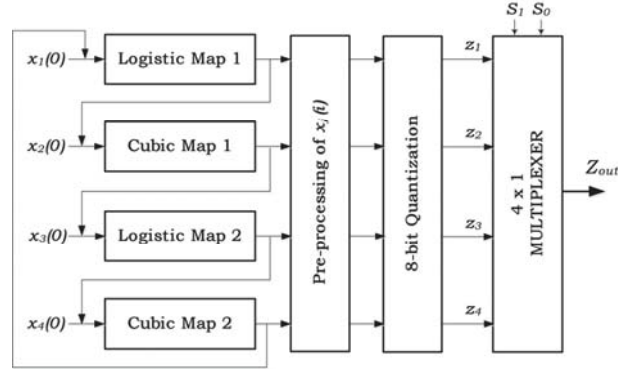 S₁ S₀
x₁(0) Logistic Map 1
x₂(0) Cubic Map 1
x₃(0) Logistic Map 2
x₄(0) Cubic Map 2
Pre-processing of xⱼ(i)
8-bit Quantization
z₁
z₂
z₃
z₄
4 x 1
MULTIPLEXER
Zₒᵤₜ